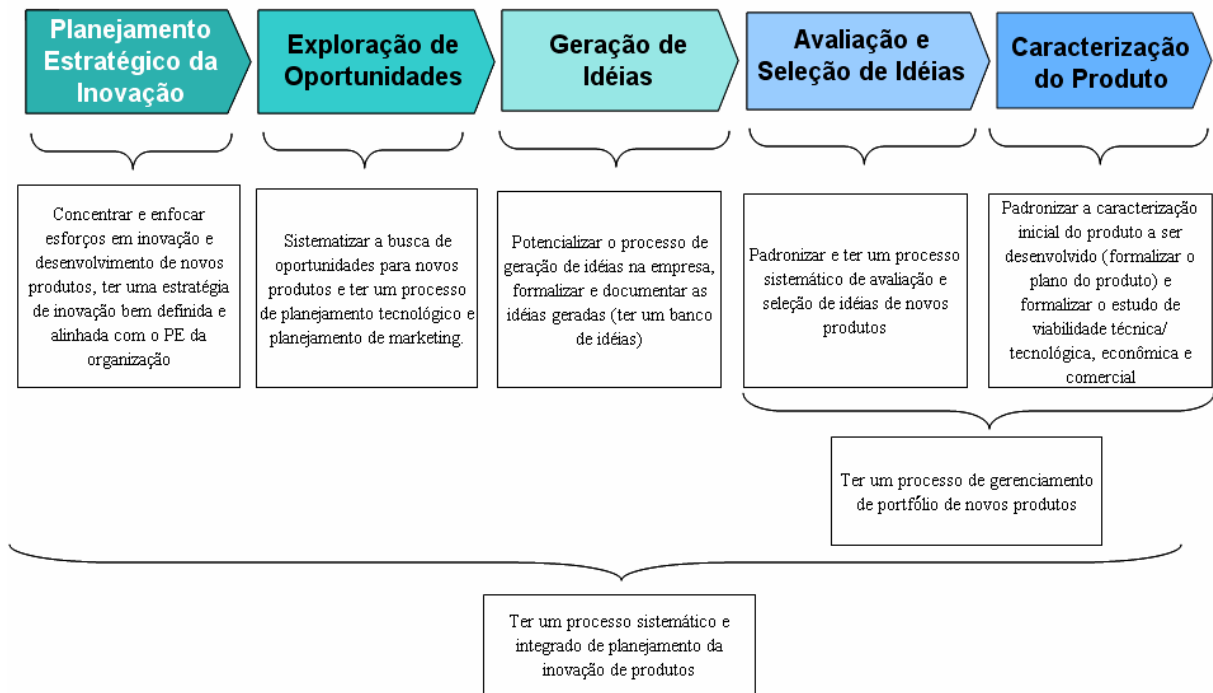 Planejamento
Estratégico da
Inovação
Exploração de
Oportunidades
Geração de
Idéias
Avaliação e
Seleção de Idéias
Caracterização
do Produto
Concentrar e enfocar
esforços em inovação e
desenvolvimento de novos
produtos, ter uma estratégia
de inovação bem definida e
alinhada com o PE da
organização
Sistematizar a busca de
oportunidades para novos
produtos e ter um processo
de planejamento tecnológico e
planejamento de marketing.
Potencializar o processo de
geração de idéias na empresa,
formalizar e documentar as
idéias geradas (ter um banco
de idéias)
Padronizar e ter um processo
sistemático de avaliação e
seleção de idéias de novos
produtos
Padronizar a caracterização
inicial do produto a ser
desenvolvido (formalizar o
plano do produto) e
formalizar o estudo de
viabilidade técnica/
tecnológica, econômica e
comercial
Ter um processo de gerenciamento
de portfólio de novos produtos
Ter um processo sistemático e
integrado de planejamento da
inovação de produtos